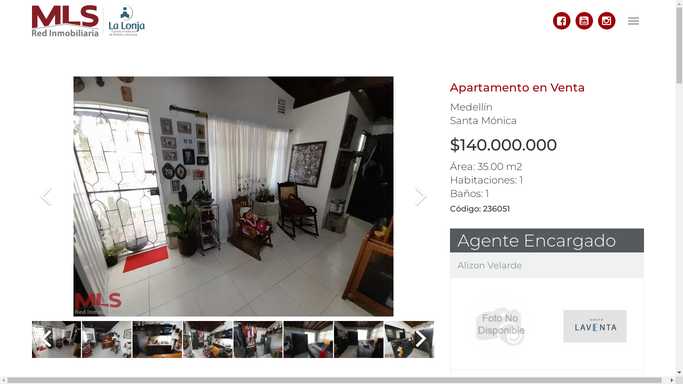 MLS
Red Inmobiliaria
La Lonja
Apartamento en Venta
Medellín
Santa Mónica
$140.000.000
Área: 35.00 m2
Habitaciones: 1
Baños: 1
Código: 236051
Agente Encargado
Alizon Velarde
Foto No
Disponible
LAVENTA
MLS
Red Inmobi